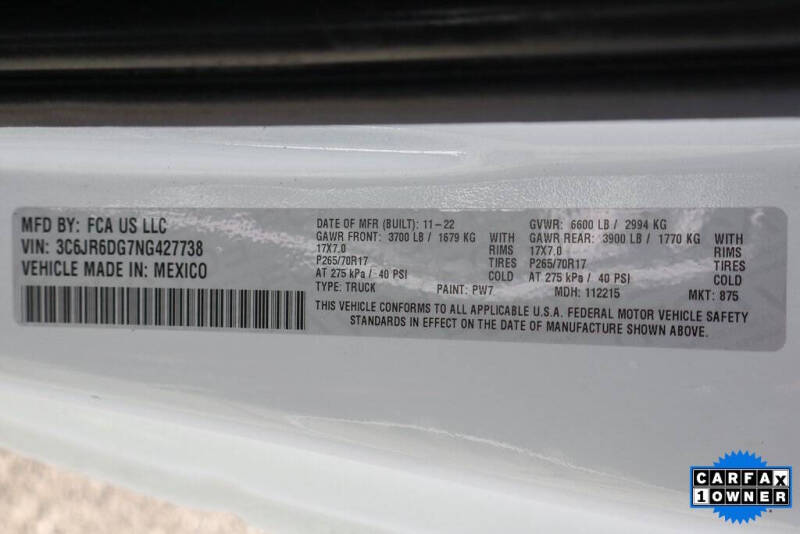 MFD BY: FCA US LLC
VIN: 3C6JR6DG7NG427738
VEHICLE MADE IN: MEXICO
DATE OF MFR (BUILT): 11-22
GAWR FRONT: 3700 LB / 1679 KG WITH
17X7.0 RIMS
P265/70R17 TIRES
AT 275 kPa / 40 PSI COLD
TYPE: TRUCK PAINT: PW7
GVWR: 6600 LB / 2994 KG
GAWR REAR: 3900 LB / 1770 KG WITH
17X7.0 RIMS
P265/70R17 TIRES
AT 275 kPa / 40 PSI COLD
MDH: 112215 MKT: 875
THIS VEHICLE CONFORMS TO ALL APPLICABLE U.S.A. FEDERAL MOTOR VEHICLE SAFETY
STANDARDS IN EFFECT ON THE DATE OF MANUFACTURE SHOWN ABOVE.
CARFAX
1 OWNER